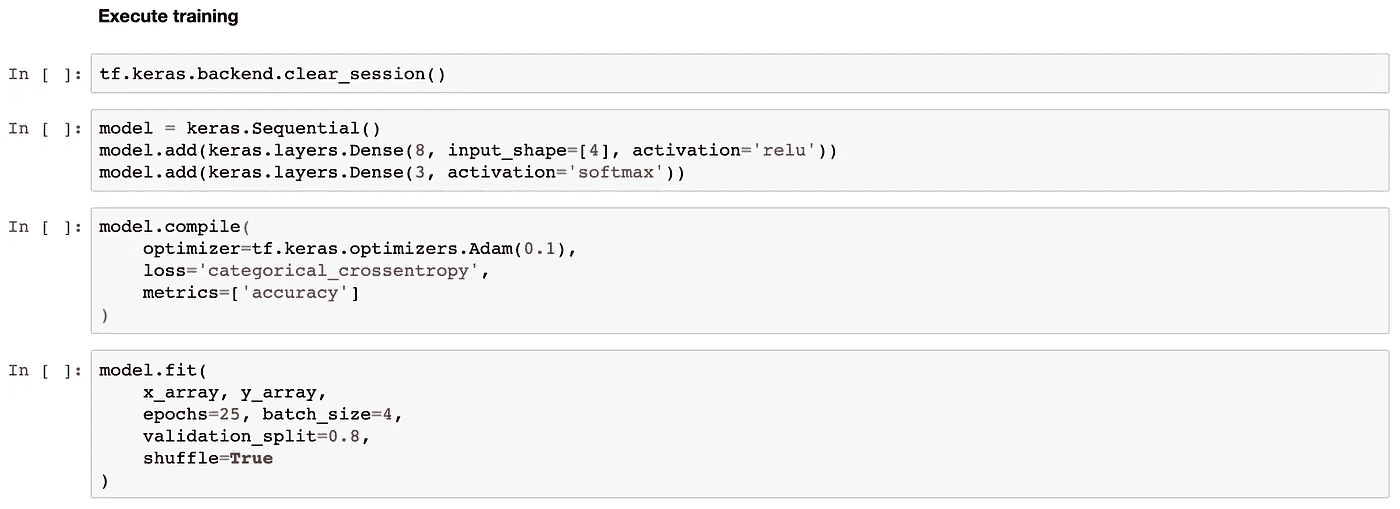 Execute training
In [ ]: tf.keras.backend.clear_session()
In [ ]: model = keras.Sequential()
model.add(keras.layers.Dense(8, input_shape=[4], activation='relu'))
model.add(keras.layers.Dense(3, activation='softmax'))
In [ ]: model.compile(
    optimizer=tf.keras.optimizers.Adam(0.1),
    loss='categorical_crossentropy',
    metrics=['accuracy']
)
In [ ]: model.fit(
    x_array, y_array,
    epochs=25, batch_size=4,
    validation_split=0.8,
    shuffle=True
)